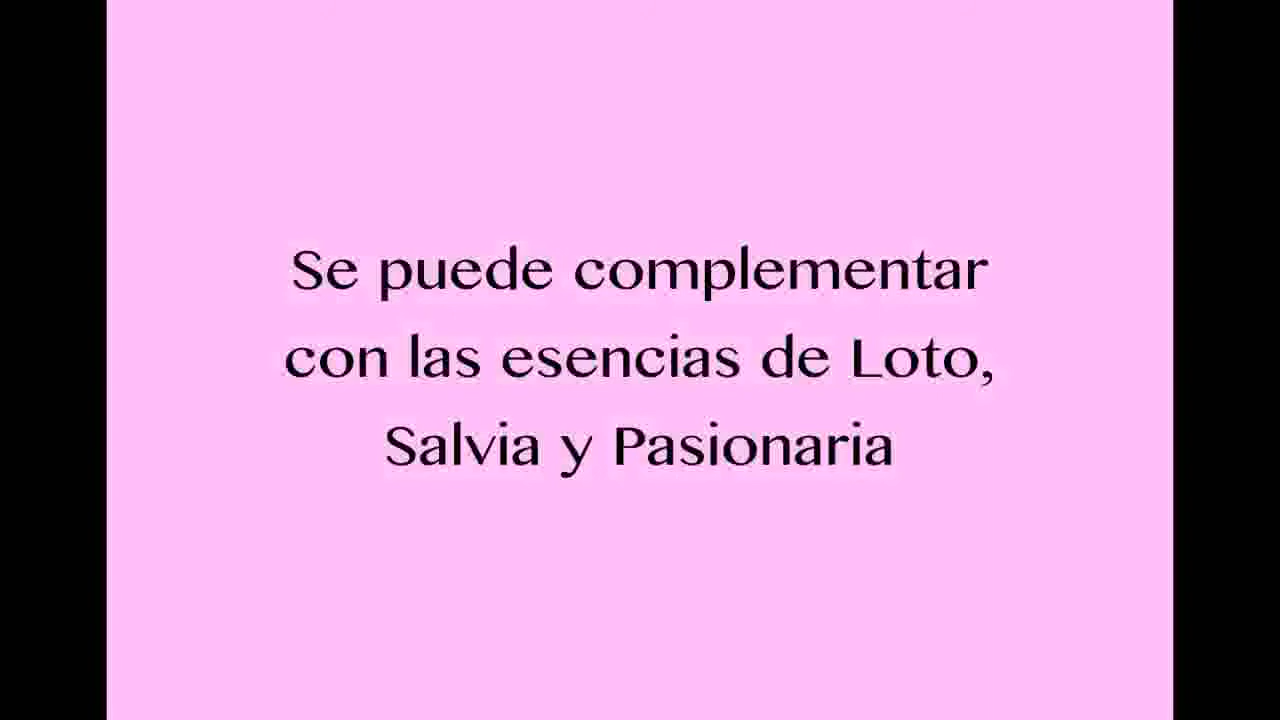 Se puede complementar
con las esencias de Loto,
Salvia y Pasionaria